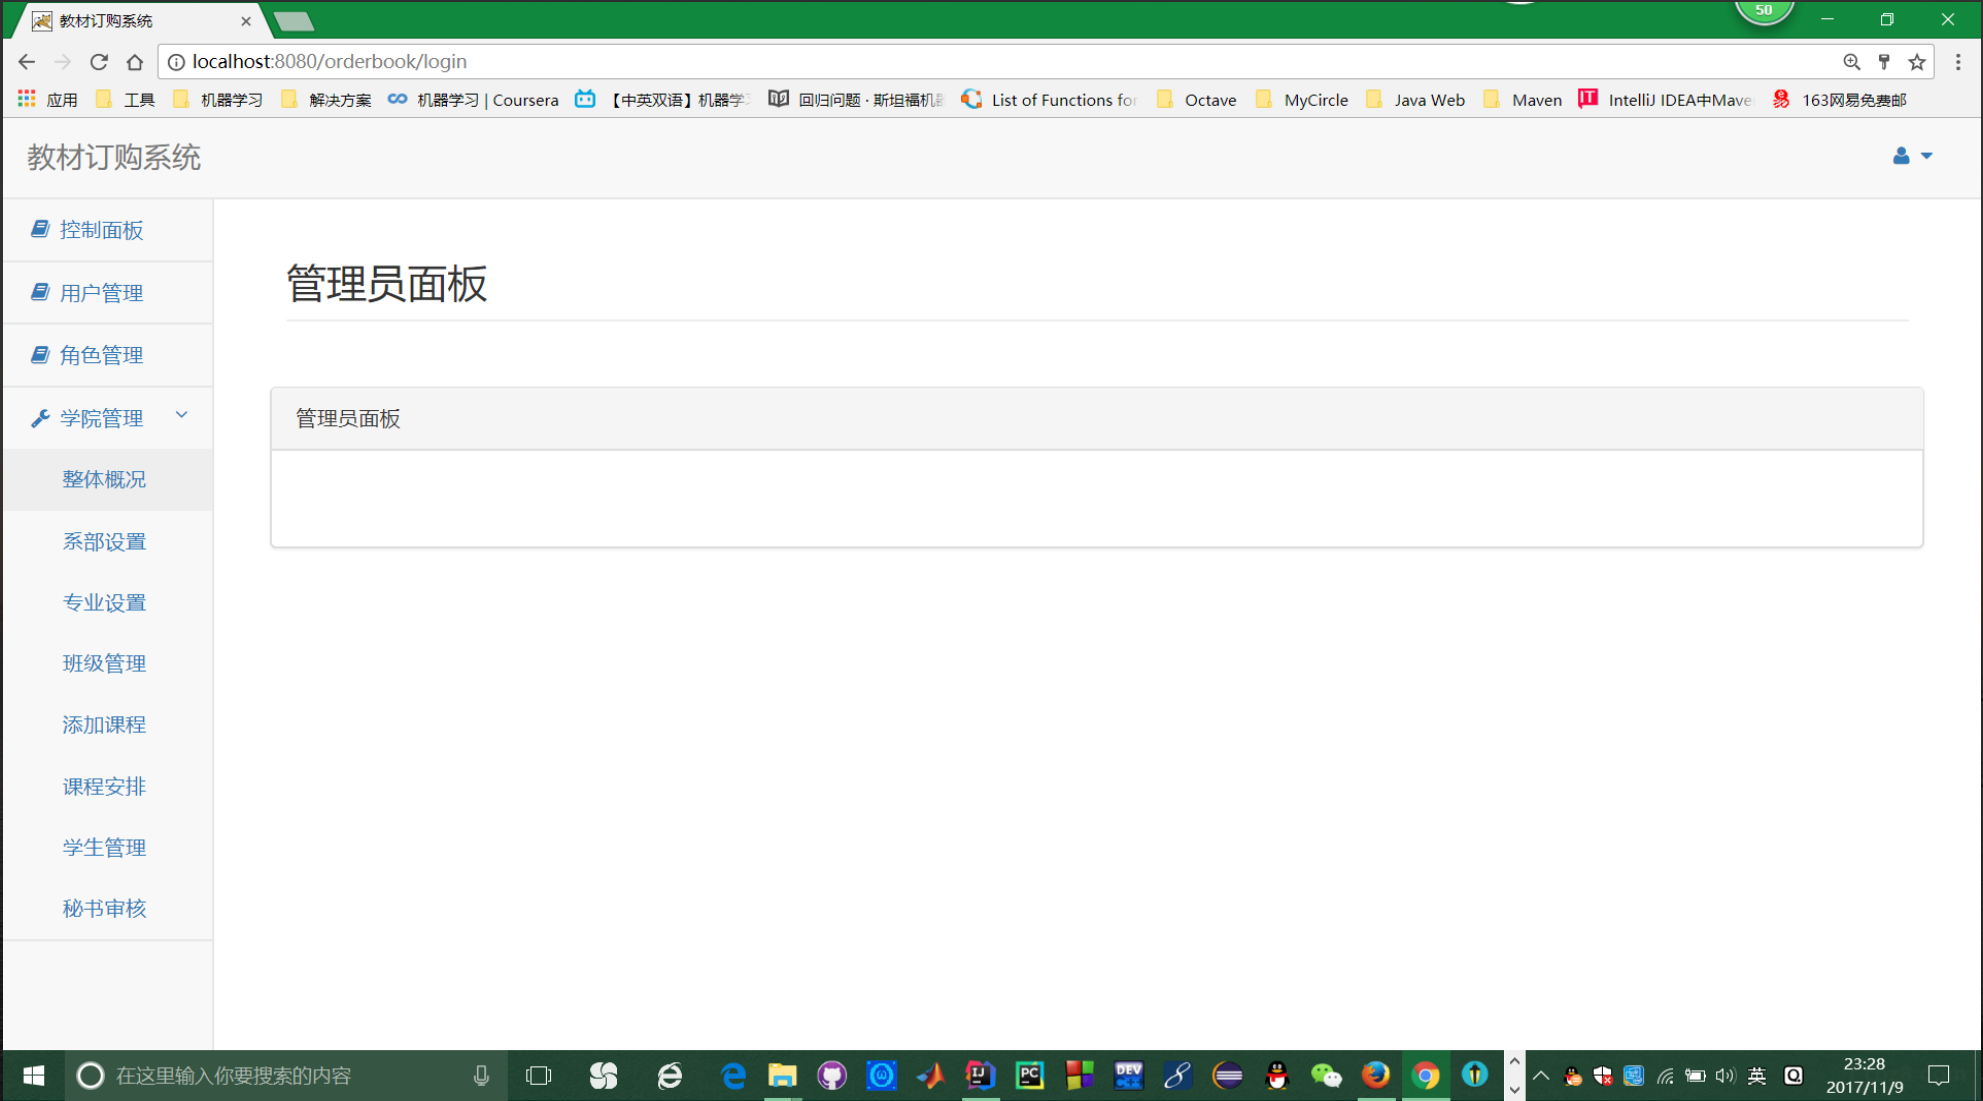 教材订购系统
50
localhost:8080/orderbook/login
应用 工具 机器学习 解决方案 机器学习 | Coursera 【中英双语】机器学 回归问题 · 斯坦福机 List of Functions for Octave MyCircle Java Web Maven IntelliJ IDEA中Mave 163网易免费邮
教材订购系统
控制面板
用户管理
角色管理
学院管理
整体概况
系部设置
专业设置
班级管理
添加课程
课程安排
学生管理
秘书审核
管理员面板
管理员面板
在这里输入你要搜索的内容
英
23:28
2017/11/9